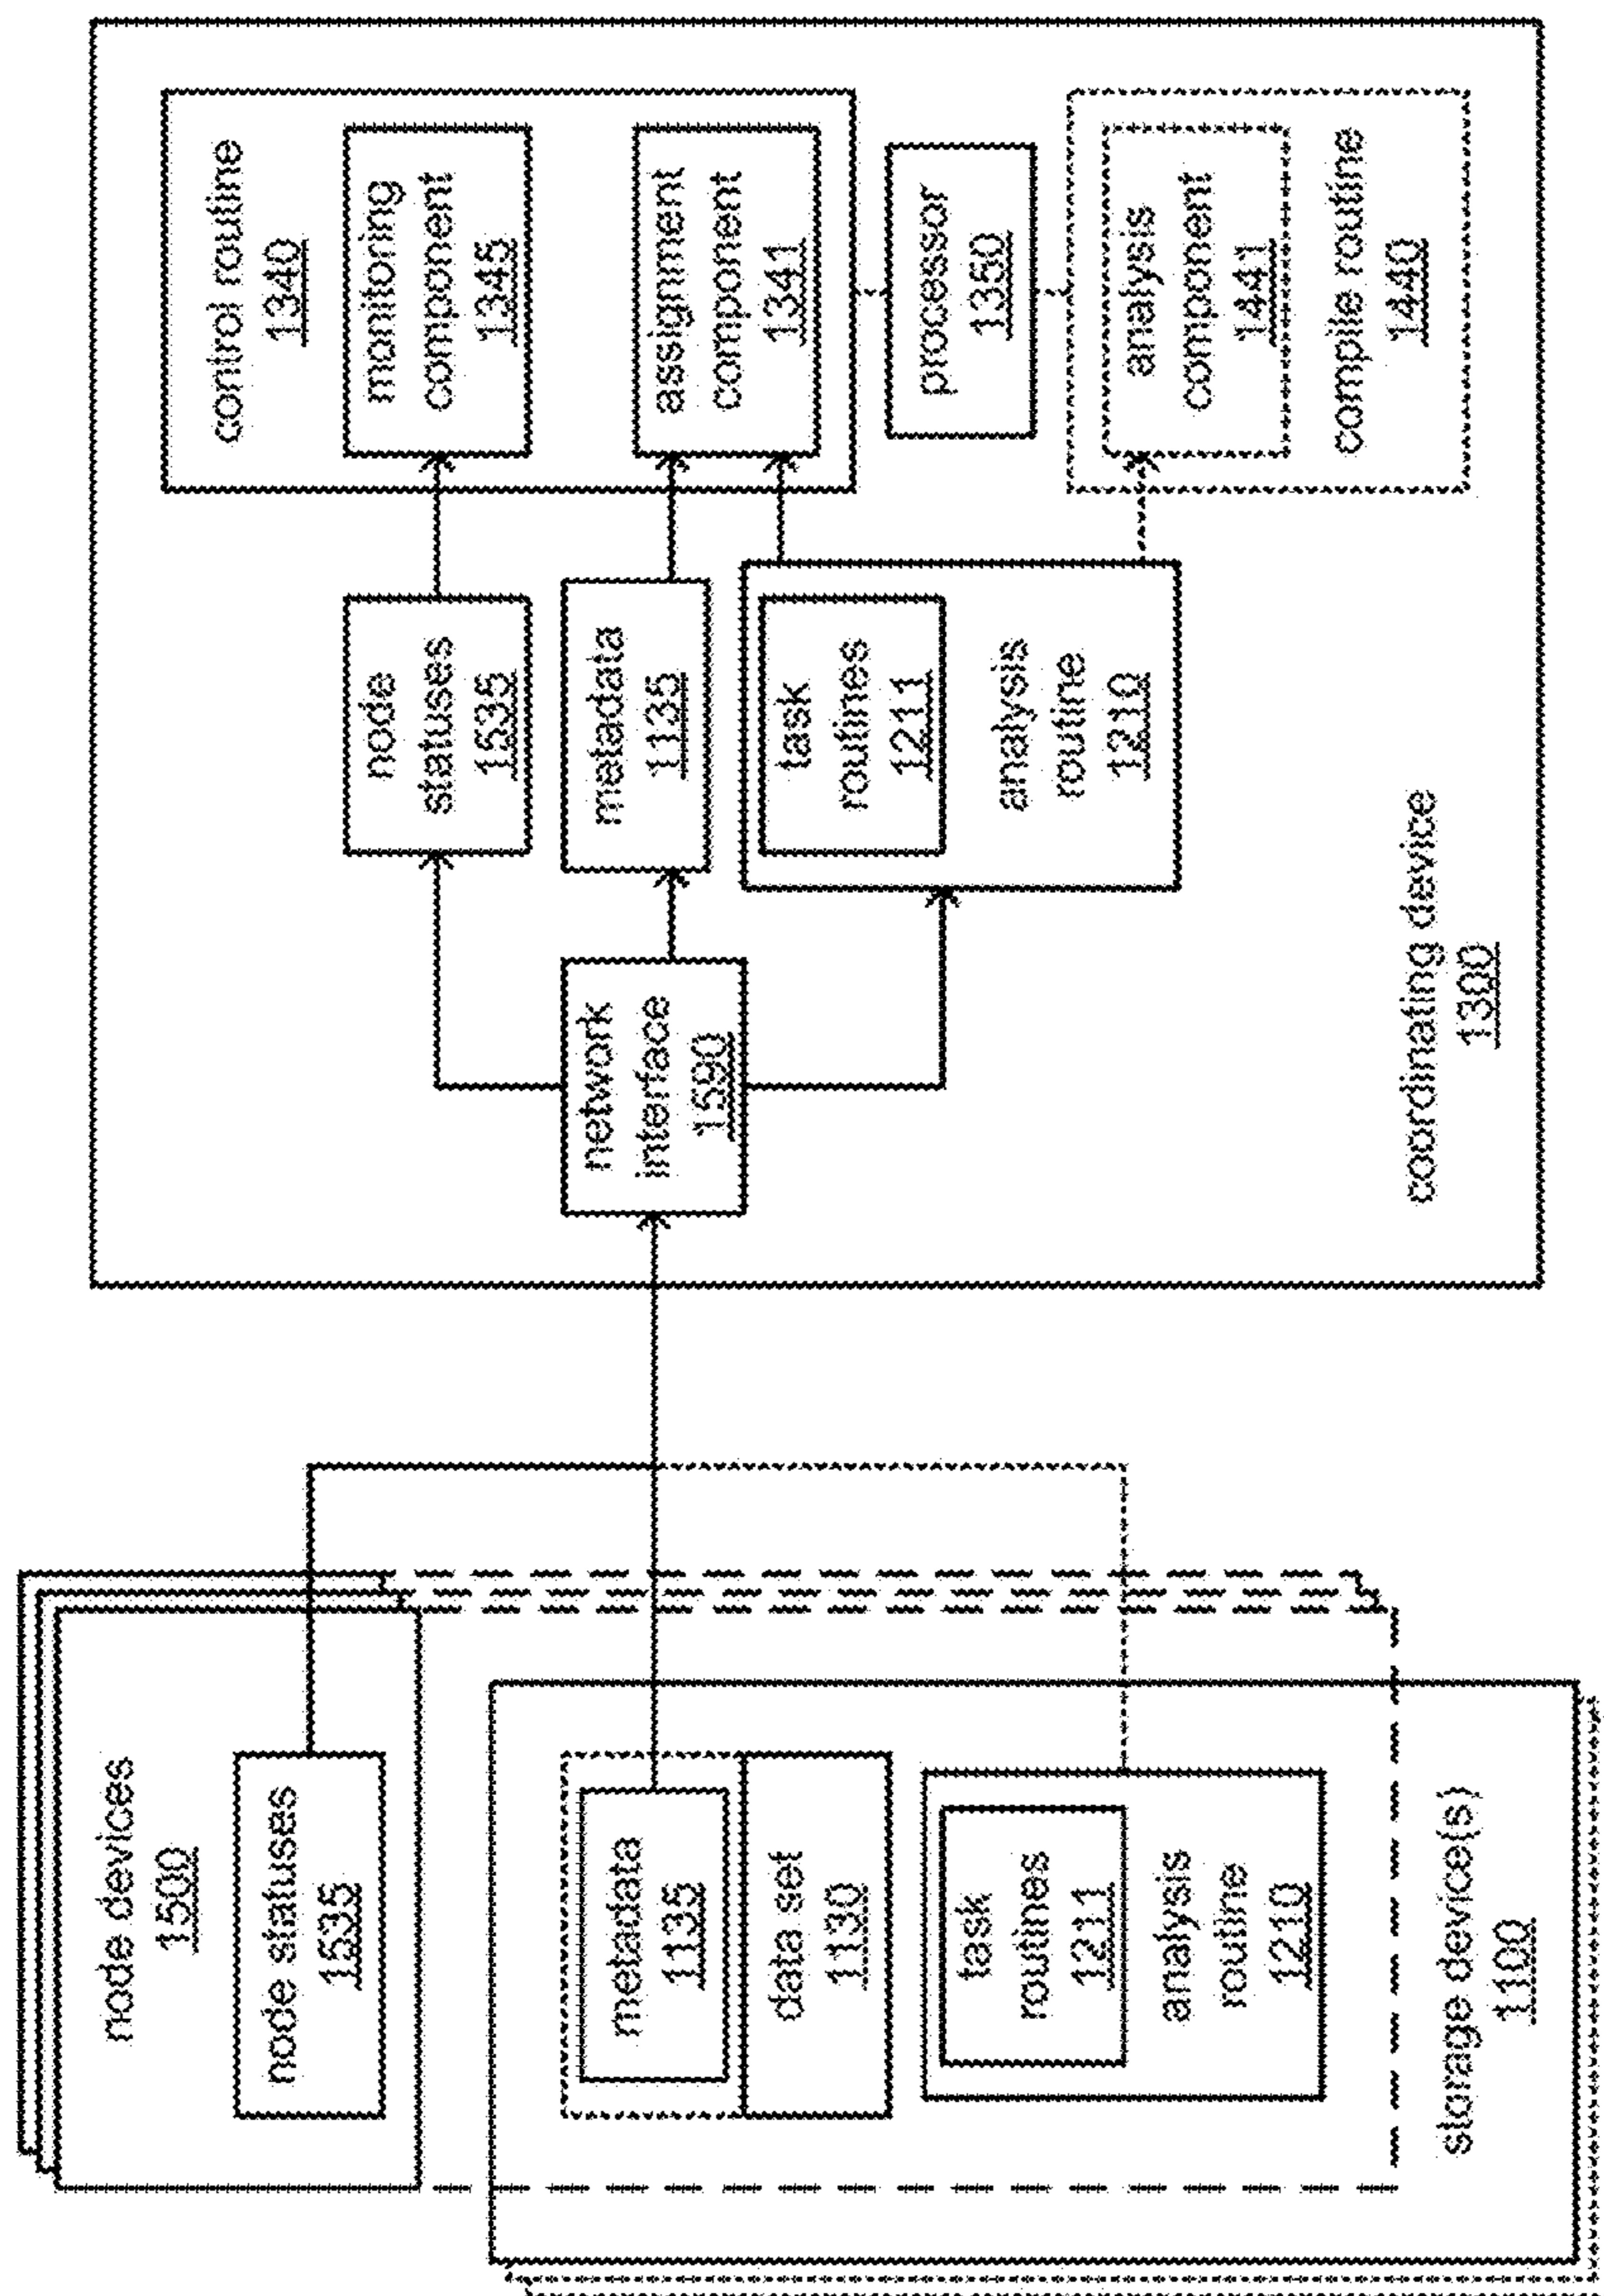 node devices
1500
node statuses
1535
metadata
1135
data set
1130
task
routines
1211
analysis
routine
1210
storage device(s)
1100
network
interface
1590
node
statuses
1535
metadata
1135
task
routines
1211
analysis
routine
1210
control routine
1340
monitoring
component
1345
assignment
component
1341
processor
1350
analysis
component
1441
compile routine
1440
coordinating device
1300